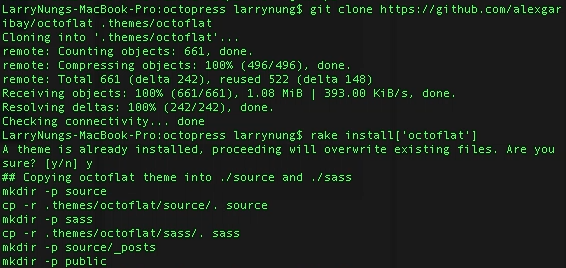 LarryNungs-MacBook-Pro:octopress larrynung$ git clone https://github.com/alexgar
ibay/octoflat .themes/octoflat
Cloning into '.themes/octoflat'...
remote: Counting objects: 661, done.
remote: Compressing objects: 100% (496/496), done.
remote: Total 661 (delta 242), reused 522 (delta 148)
Receiving objects: 100% (661/661), 1.08 MiB | 393.00 KiB/s, done.
Resolving deltas: 100% (242/242), done.
Checking connectivity... done
LarryNungs-MacBook-Pro:octopress larrynung$ rake install['octoflat']
A theme is already installed, proceeding will overwrite existing files. Are you
sure? [y/n] y
## Copying octoflat theme into ./source and ./sass
mkdir -p source
cp -r .themes/octoflat/source/. source
mkdir -p sass
cp -r .themes/octoflat/sass/. sass
mkdir -p source/_posts
mkdir -p public